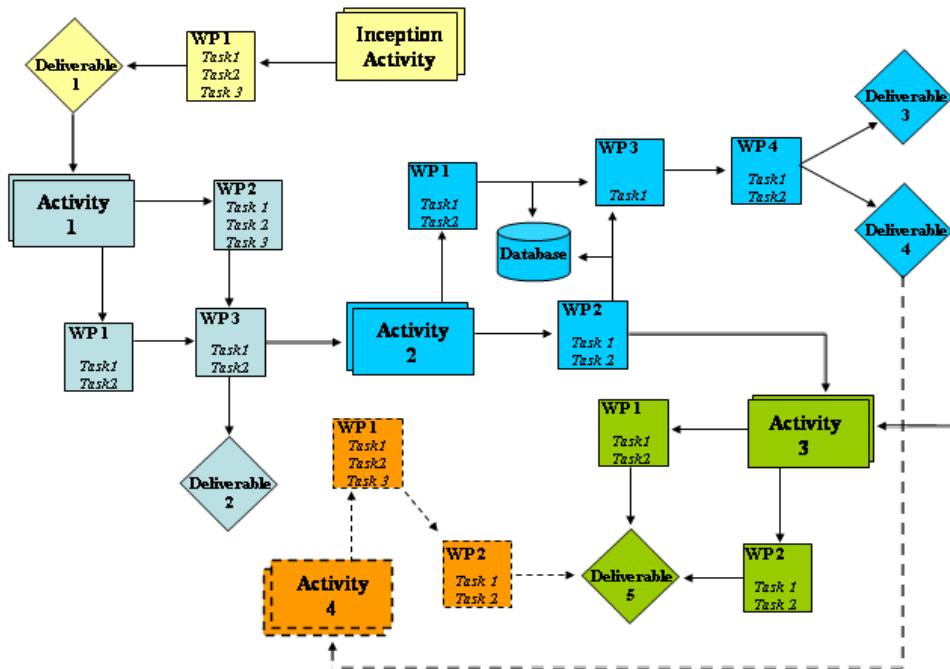 WP1
Task1
Task2
Task 3
Inception
Activity
Deliverable
1
Deliverable
3
Activity
1
WP2
Task 1
Task 2
Task 3
WP1
Task1
Task2
WP3
Task1
WP4
Task1
Task2
Deliverable
4
Database
WP1
Task1
Task2
WP3
Task1
Task2
Activity
2
WP2
Task 1
Task 2
WP1
Task1
Task2
Activity
3
WP1
Task1
Task2
Task 3
Deliverable
2
WP2
Task 1
Task 2
Deliverable
5
WP2
Task 1
Task 2
Activity
4